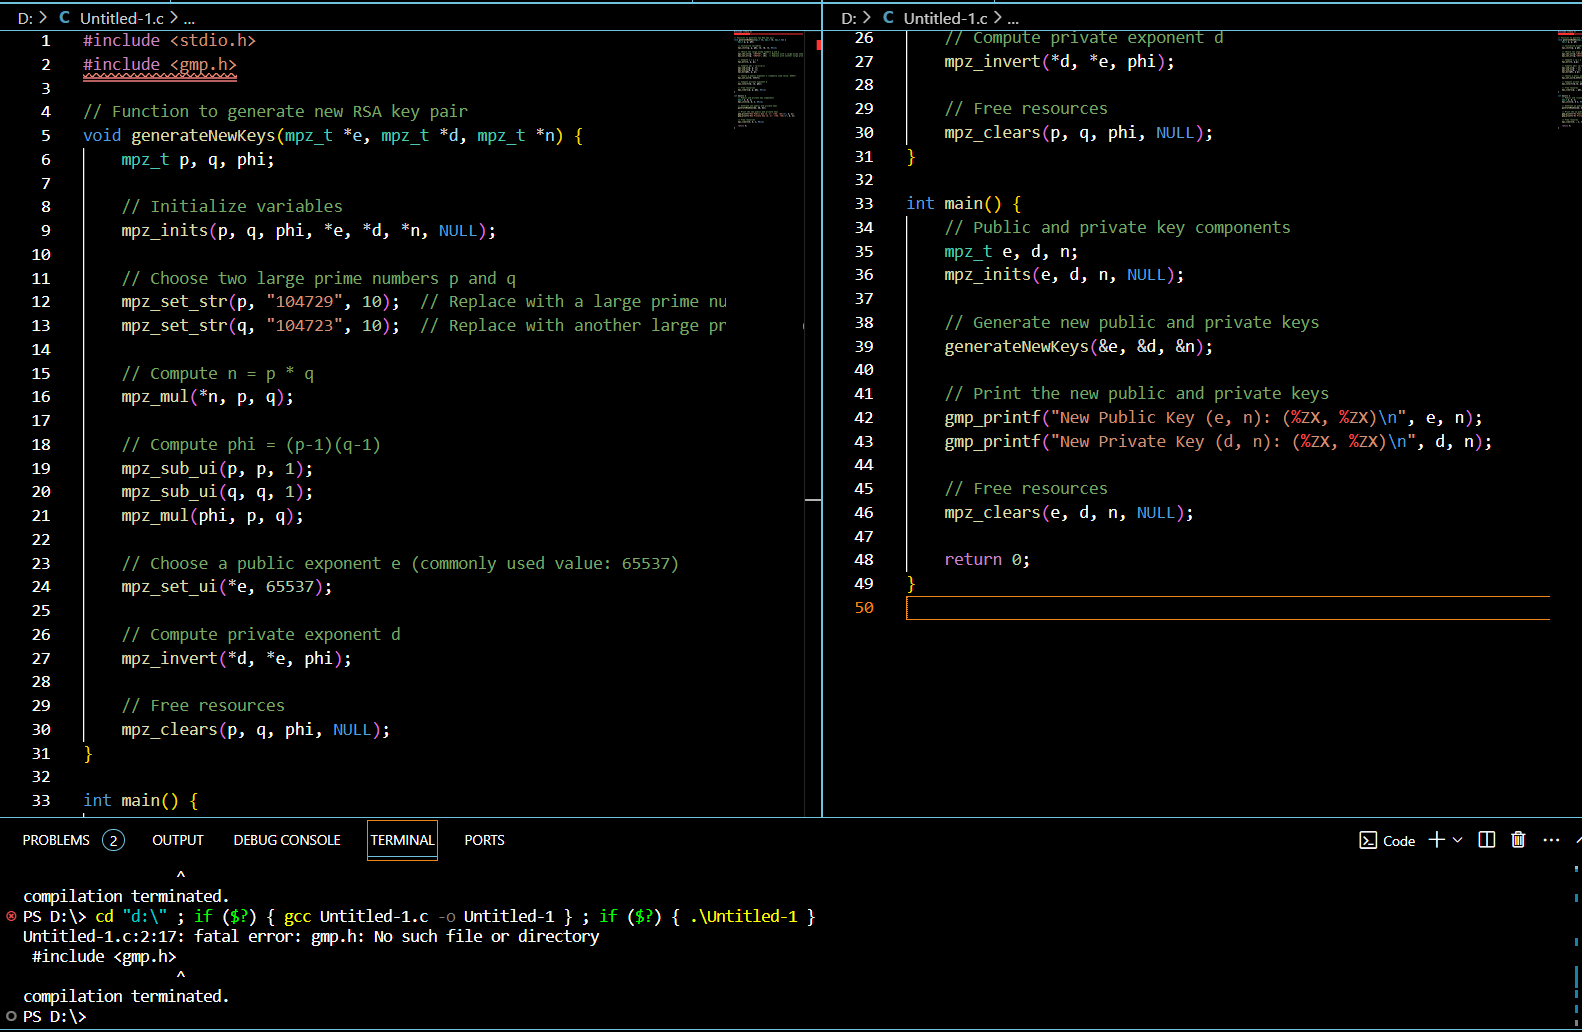 D: > C Untitled-1.c > ...
1 #include <stdio.h>
2 #include <gmp.h>
3
4 // Function to generate new RSA key pair
5 void generateNewKeys(mpz_t *e, mpz_t *d, mpz_t *n) {
6 mpz_t p, q, phi;
7
8 // Initialize variables
9 mpz_inits(p, q, phi, *e, *d, *n, NULL);
10
11 // Choose two large prime numbers p and q
12 mpz_set_str(p, "104729", 10); // Replace with a large prime nu
13 mpz_set_str(q, "104723", 10); // Replace with another large pr
14
15 // Compute n = p * q
16 mpz_mul(*n, p, q);
17
18 // Compute phi = (p-1)(q-1)
19 mpz_sub_ui(p, p, 1);
20 mpz_sub_ui(q, q, 1);
21 mpz_mul(phi, p, q);
22
23 // Choose a public exponent e (commonly used value: 65537)
24 mpz_set_ui(*e, 65537);
25
26 // Compute private exponent d
27 mpz_invert(*d, *e, phi);
28
29 // Free resources
30 mpz_clears(p, q, phi, NULL);
31 }
32
33 int main() {
D: > C Untitled-1.c > ...
26 // Compute private exponent d
27 mpz_invert(*d, *e, phi);
28
29 // Free resources
30 mpz_clears(p, q, phi, NULL);
31 }
32
33 int main() {
34 // Public and private key components
35 mpz_t e, d, n;
36 mpz_inits(e, d, n, NULL);
37
38 // Generate new public and private keys
39 generateNewKeys(&e, &d, &n);
40
41 // Print the new public and private keys
42 gmp_printf("New Public Key (e, n): (%ZX, %ZX)\n", e, n);
43 gmp_printf("New Private Key (d, n): (%ZX, %ZX)\n", d, n);
44
45 // Free resources
46 mpz_clears(e, d, n, NULL);
47
48 return 0;
49 }
50
PROBLEMS 2 OUTPUT DEBUG CONSOLE TERMINAL PORTS Code
^
compilation terminated.
PS D:\> cd "d:\" ; if ($?) { gcc Untitled-1.c -o Untitled-1 } ; if ($?) { .\Untitled-1 }
Untitled-1.c:2:17: fatal error: gmp.h: No such file or directory
#include <gmp.h>
^
compilation terminated.
PS D:\>